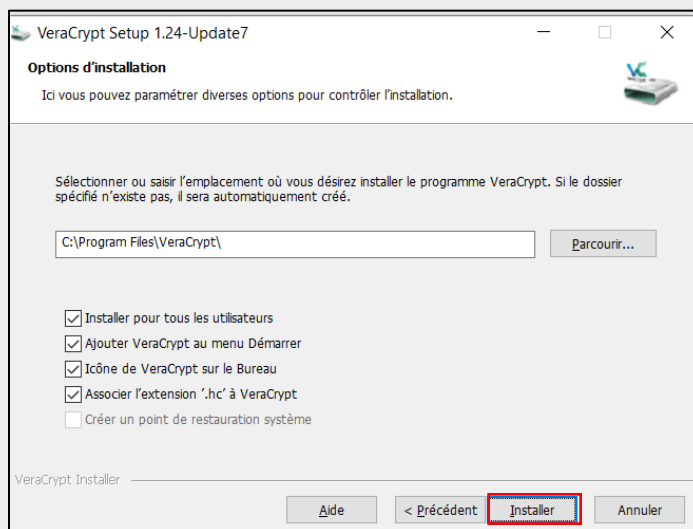 VeraCrypt Setup 1.24-Update7
Options d'installation
Ici vous pouvez paramétrer diverses options pour contrôler l'installation.
Sélectionner ou saisir l'emplacement où vous désirez installer le programme VeraCrypt. Si le dossier
spécifié n'existe pas, il sera automatiquement créé.
C:\Program Files\VeraCrypt\
Parcourir...
Installer pour tous les utilisateurs
Ajouter VeraCrypt au menu Démarrer
Icône de VeraCrypt sur le Bureau
Associer l'extension '.hc' à VeraCrypt
Créer un point de restauration système
VeraCrypt Installer
Aide
< Précédent
Installer
Annuler